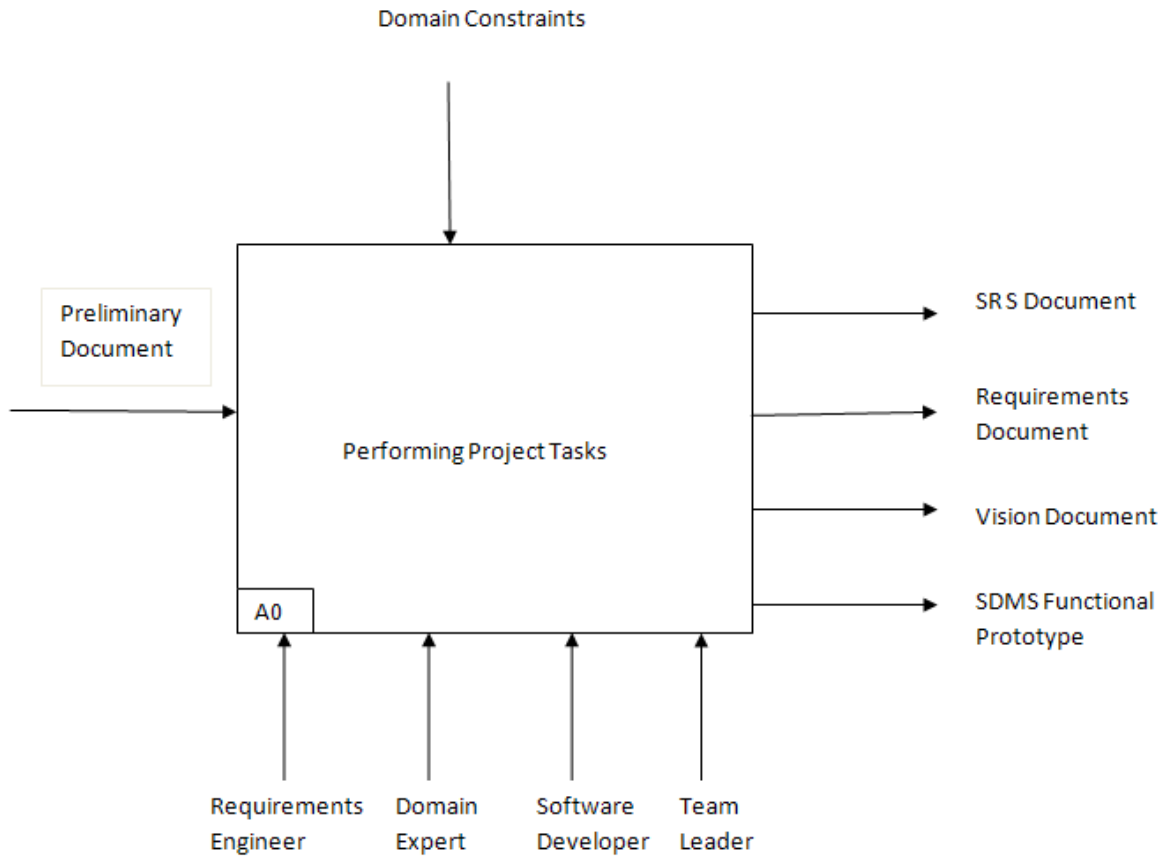 Domain Constraints
Preliminary
Document
SRS Document
Requirements
Document
Performing Project Tasks
Vision Document
SDMS Functional
Prototype
A0
Requirements
Engineer
Domain
Expert
Software
Developer
Team
Leader